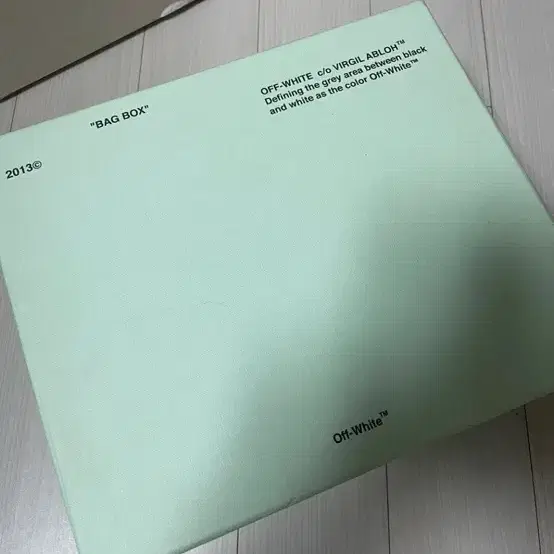 "BAG BOX"
OFF-WHITE c/o VIRGIL ABLOH™
Defining the grey area between black
and white as the color Off-White™
2013©
Off-White™